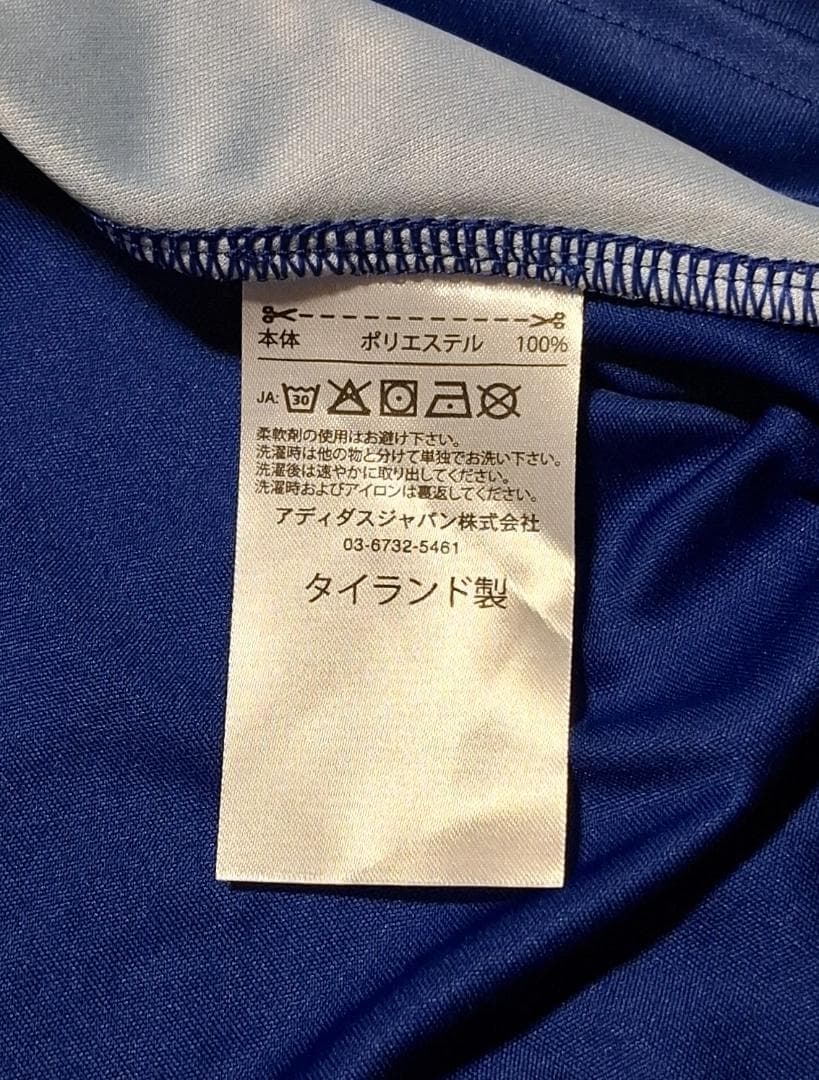 本体 ポリエステル 100%
JA: 30
柔軟剤の使用はお避け下さい。
洗濯時は他の物と分けて単独でお洗い下さい。
洗濯後は速やかに取り出してください。
洗濯時およびアイロンは裏返してください。
アディダスジャパン株式会社
03-6732-5461
タイランド製